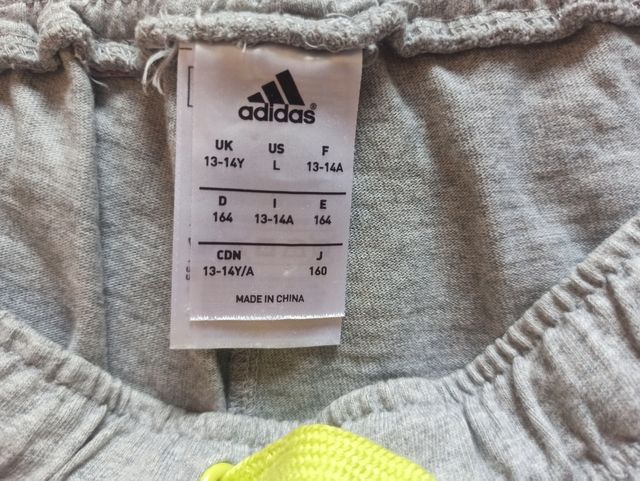 adidas®
UK US F
13-14Y L 13-14A
D I E
164 13-14A 164
CDN J
13-14Y/A 160
MADE IN CHINA